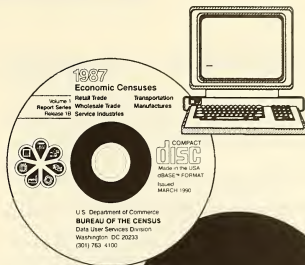 1987
Economic Censuses
Volume 1
Report Series
Release 1B
Retail Trade Transportation
Wholesale Trade Manufactures
Service Industries
COMPACT
disc
Made in the USA
dBASE™ FORMAT
Issued
MARCH 1990
U.S. Department of Commerce
BUREAU OF THE CENSUS
Data User Services Division
Washington DC 20233
(301) 763 4100